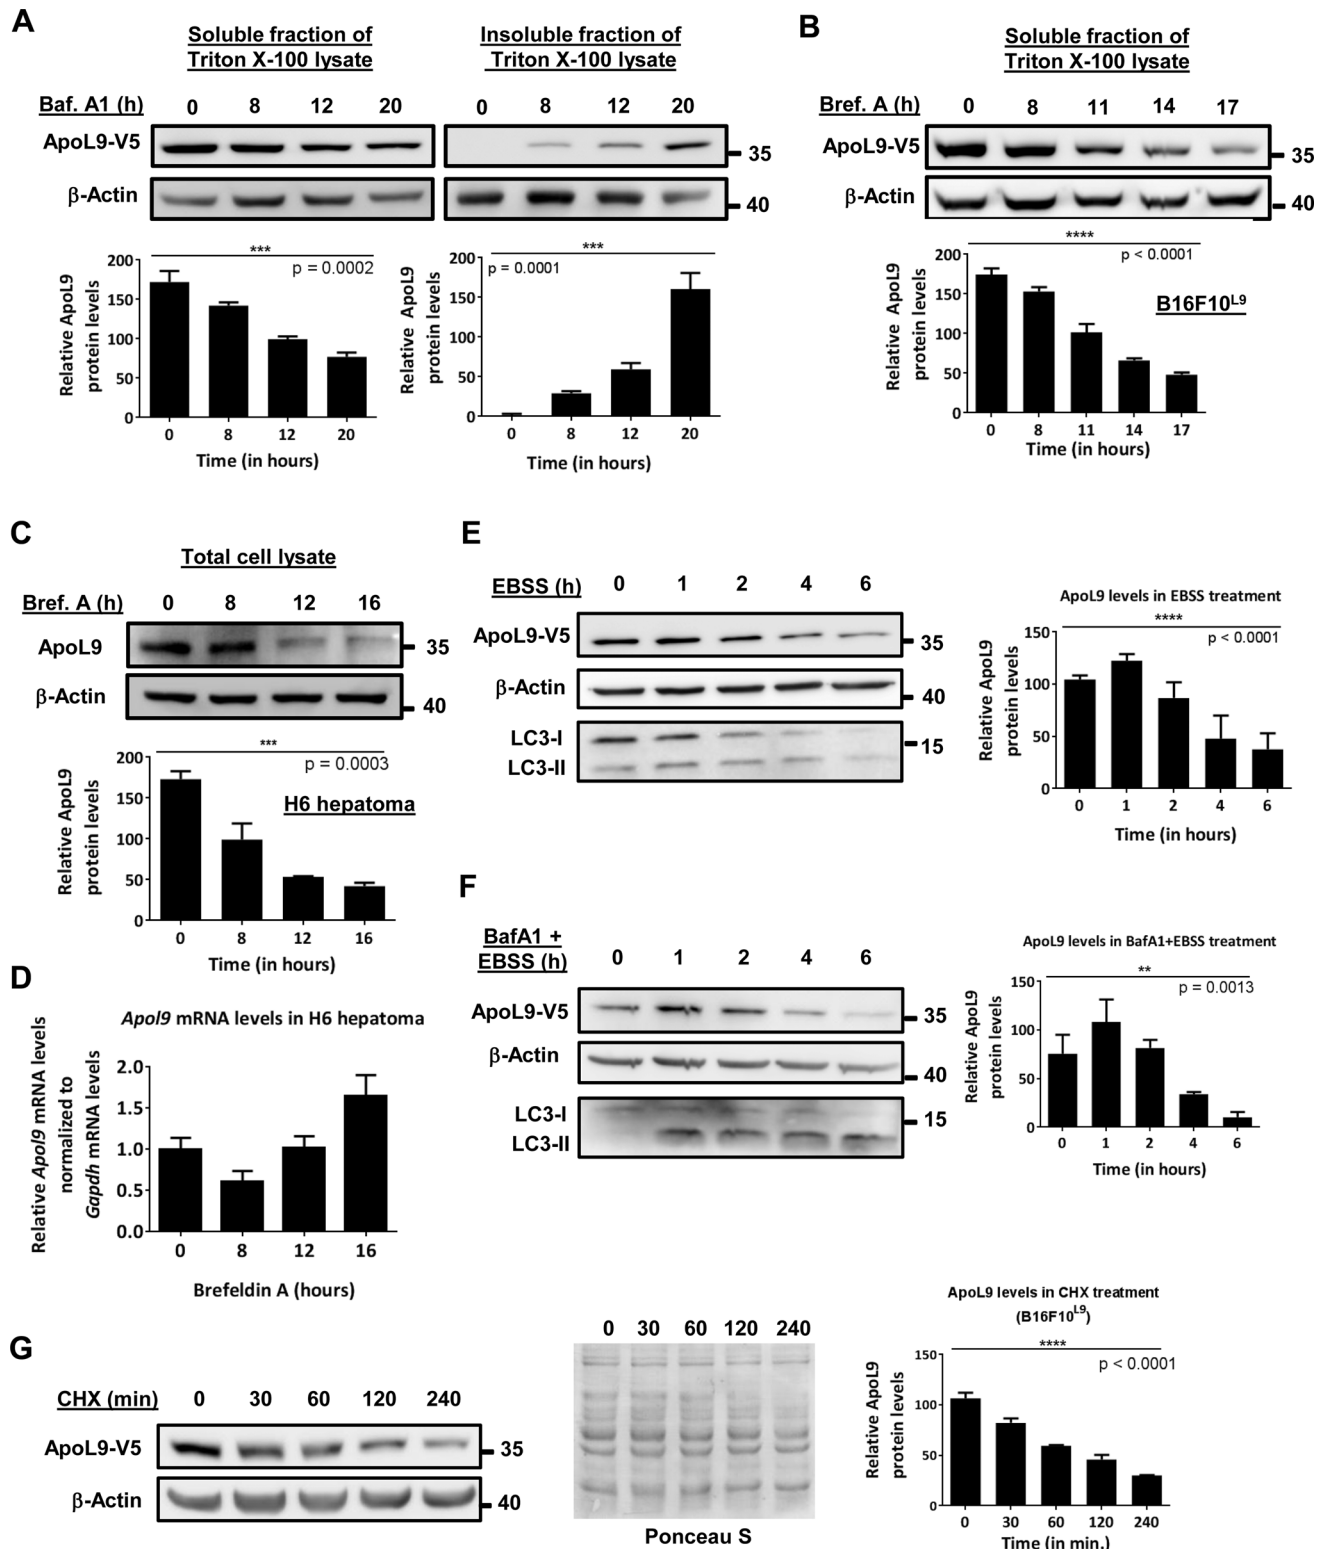 A
Soluble fraction of
Triton X-100 lysate
Insoluble fraction of
Triton X-100 lysate
Baf. A1 (h) 0 8 12 20 0 8 12 20
ApoL9-V5
35
β-Actin
40
***
p = 0.0002
Relative ApoL9
protein levels
200
150
100
50
0
0 8 12 20
Time (in hours)
***
p = 0.0001
Relative ApoL9
protein levels
200
150
100
50
0
0 8 12 20
Time (in hours)
B
Soluble fraction of
Triton X-100 lysate
Bref. A (h) 0 8 11 14 17
ApoL9-V5
35
β-Actin
40
****
p < 0.0001
B16F10L9
Relative ApoL9
protein levels
200
150
100
50
0
0 8 11 14 17
Time (in hours)
C
Total cell lysate
Bref. A (h) 0 8 12 16
ApoL9
35
β-Actin
40
***
p = 0.0003
H6 hepatoma
Relative ApoL9
protein levels
200
150
100
50
0
0 8 12 16
Time (in hours)
D
Apol9 mRNA levels in H6 hepatoma
Relative Apol9 mRNA levels
normalized to
Gapdh mRNA levels
2.0
1.5
1.0
0.5
0.0
0 8 12 16
Brefeldin A (hours)
E
EBSS (h) 0 1 2 4 6
ApoL9-V5
35
β-Actin
40
LC3-I
15
LC3-II
ApoL9 levels in EBSS treatment
****
p < 0.0001
Relative ApoL9
protein levels
150
100
50
0
0 1 2 4 6
Time (in hours)
F
BafA1 +
EBSS (h) 0 1 2 4 6
ApoL9-V5
35
β-Actin
40
LC3-I
15
LC3-II
ApoL9 levels in BafA1+EBSS treatment
**
p = 0.0013
Relative ApoL9
protein levels
150
100
50
0
0 1 2 4 6
Time (in hours)
G
CHX (min) 0 30 60 120 240
ApoL9-V5
35
β-Actin
40
0 30 60 120 240
Ponceau S
ApoL9 levels in CHX treatment
(B16F10L9)
****
p < 0.0001
Relative ApoL9
protein levels
150
100
50
0
0 30 60 120 240
Time (in min.)